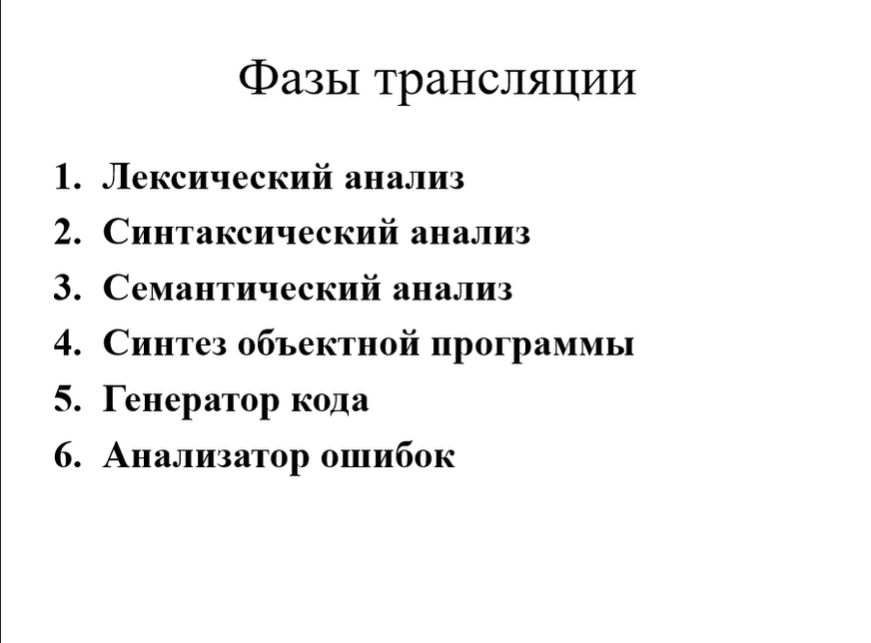 Фазы трансляции
1. Лексический анализ
2. Синтаксический анализ
3. Семантический анализ
4. Синтез объектной программы
5. Генератор кода
6. Анализатор ошибок